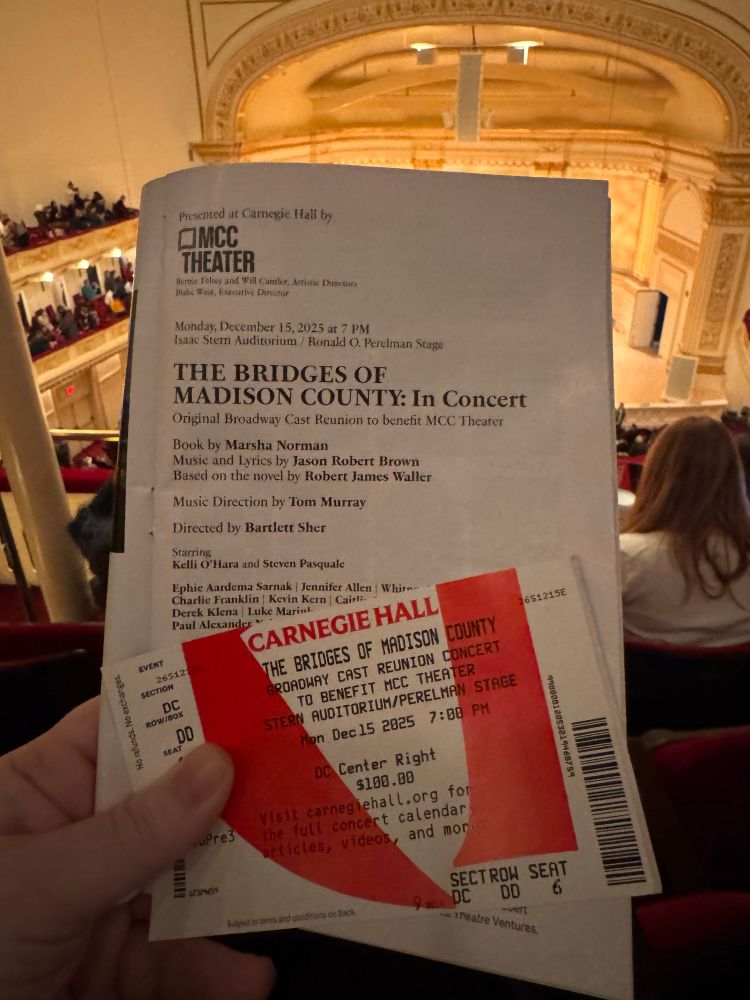 Presented at Carnegie Hall by
MCC
THEATER
Bernie Telsey and Will Cantler, Artistic Directors
Blake West, Executive Director
Monday, December 15, 2025 at 7 PM
Isaac Stern Auditorium / Ronald O. Perelman Stage
THE BRIDGES OF
MADISON COUNTY: In Concert
Original Broadway Cast Reunion to benefit MCC Theater
Book by Marsha Norman
Music and Lyrics by Jason Robert Brown
Based on the novel by Robert James Waller
Music Direction by Tom Murray
Directed by Bartlett Sher
Starring
Kelli O'Hara and Steven Pasquale
Ephie Aardema Sarnak | Jennifer Allen |
Charlie Franklin | Kevin Kern |
Derek Klena | Luke
Paul Alexander
Theatre Ventures.
CARNEGIE HALL
THE BRIDGES OF MADISON COUNTY
BROADWAY CAST REUNION CONCERT
TO BENEFIT MCC THEATER
STERN AUDITORIUM/PERELMAN STAGE
Mon Dec15 2025 7:00 PM
DC Center Right
$100.00
Visit carnegiehall.org for
the full concert calendar,
articles, videos, and
SECT ROW SEAT
DC DD 6
2651215E
EVENT
SECTION
DC
ROW/BOX
DD
SEAT
No refunds. No exchanges.
Subject to terms and conditions on back.